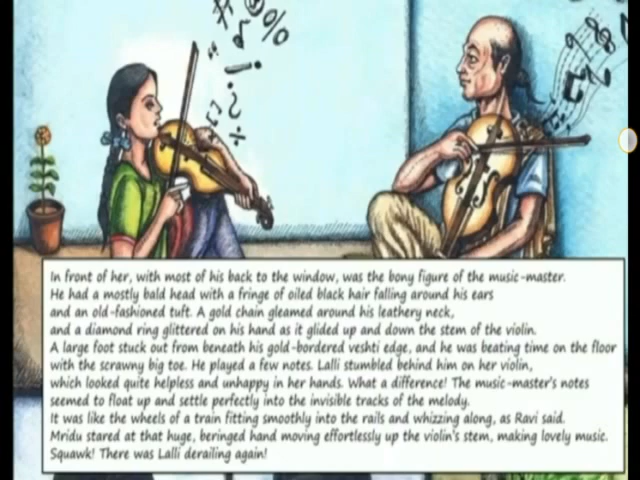 In front of her, with most of his back to the window, was the bony figure of the music-master.
He had a mostly bald head with a fringe of oiled black hair falling around his ears
and an old-fashioned tuft. A gold chain gleamed around his leathery neck,
and a diamond ring glittered on his hand as it glided up and down the stem of the violin.
A large foot stuck out from beneath his gold-bordered veshti edge, and he was beating time on the floor
with the scrawny big toe. He played a few notes. Lalli stumbled behind him on her violin,
which looked quite helpless and unhappy in her hands. What a difference! The music-master's notes
seemed to float up and settle perfectly into the invisible tracks of the melody.
It was like the wheels of a train fitting smoothly into the rails and whizzing along, as Ravi said.
Mridu stared at that huge, beringed hand moving effortlessly up the violin's stem, making lovely music.
Squawk! There was Lalli derailing again!